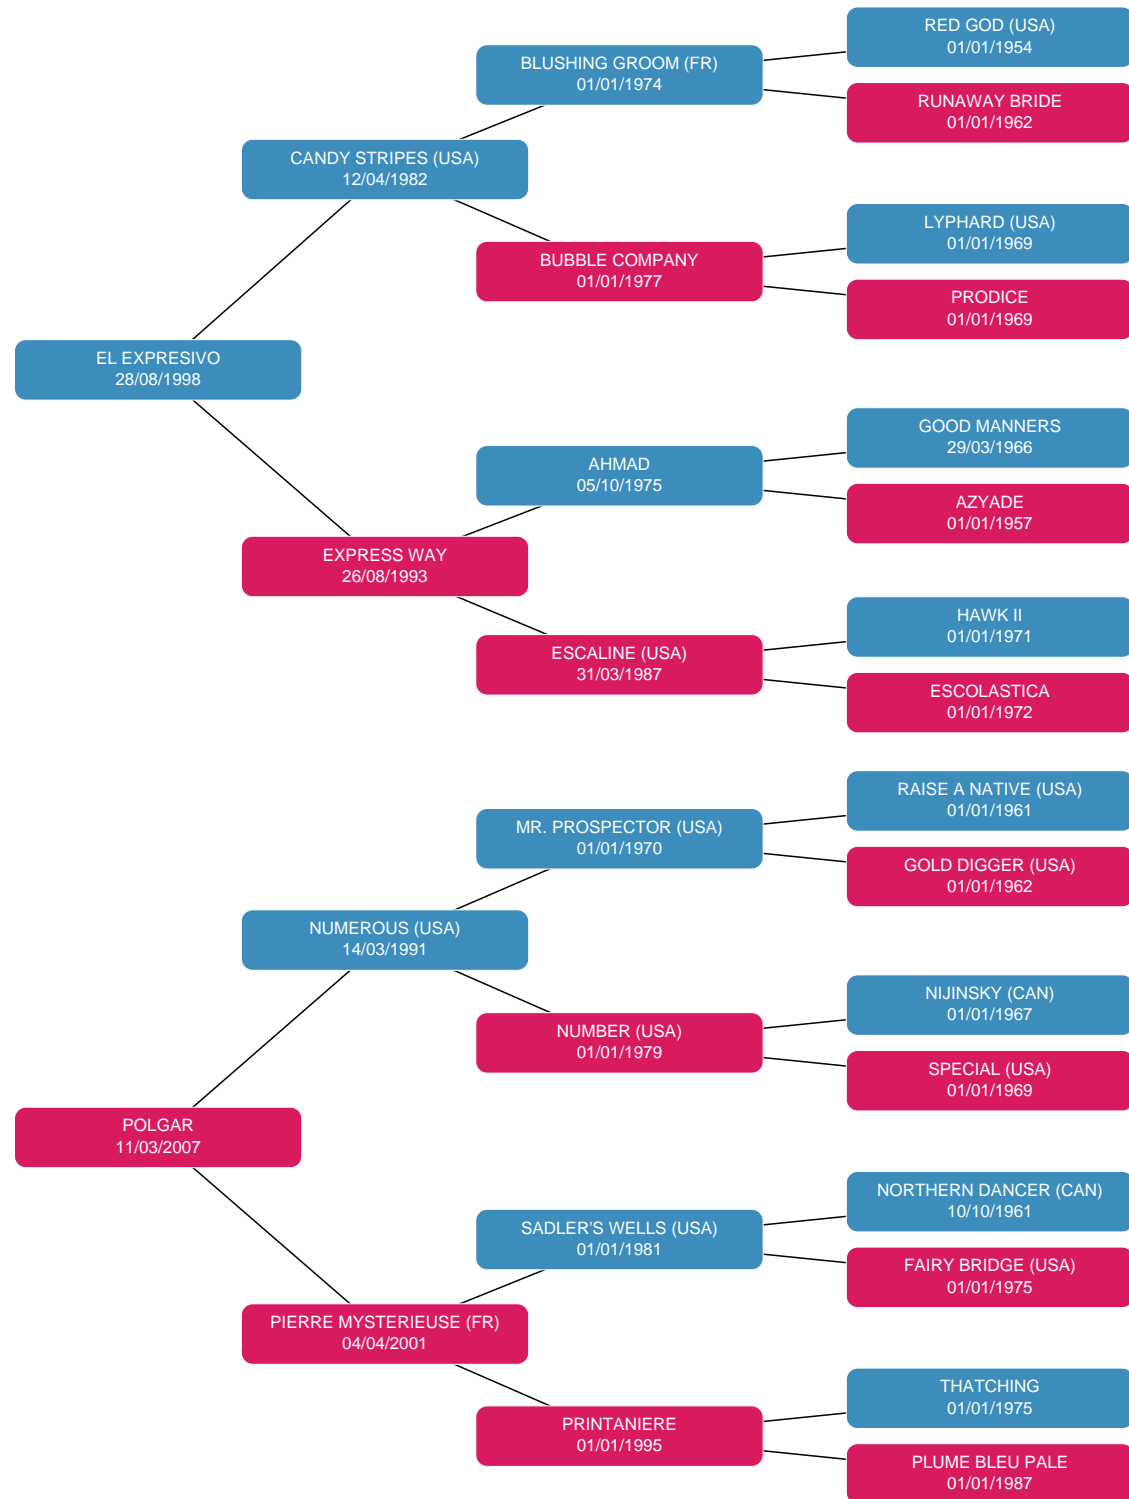 RED GOD (USA)
01/01/1954
BLUSHING GROOM (FR)
01/01/1974
RUNAWAY BRIDE
01/01/1962
CANDY STRIPES (USA)
12/04/1982
LYPHARD (USA)
01/01/1969
BUBBLE COMPANY
01/01/1977
PRODICE
01/01/1969
EL EXPRESIVO
28/08/1998
GOOD MANNERS
29/03/1966
AHMAD
05/10/1975
AZYADE
01/01/1957
EXPRESS WAY
26/08/1993
HAWK II
01/01/1971
ESCALINE (USA)
31/03/1987
ESCOLASTICA
01/01/1972
RAISE A NATIVE (USA)
01/01/1961
MR. PROSPECTOR (USA)
01/01/1970
GOLD DIGGER (USA)
01/01/1962
NUMEROUS (USA)
14/03/1991
NIJINSKY (CAN)
01/01/1967
NUMBER (USA)
01/01/1979
SPECIAL (USA)
01/01/1969
POLGAR
11/03/2007
NORTHERN DANCER (CAN)
10/10/1961
SADLER'S WELLS (USA)
01/01/1981
FAIRY BRIDGE (USA)
01/01/1975
PIERRE MYSTERIEUSE (FR)
04/04/2001
THATCHING
01/01/1975
PRINTANIERE
01/01/1995
PLUME BLEU PALE
01/01/1987